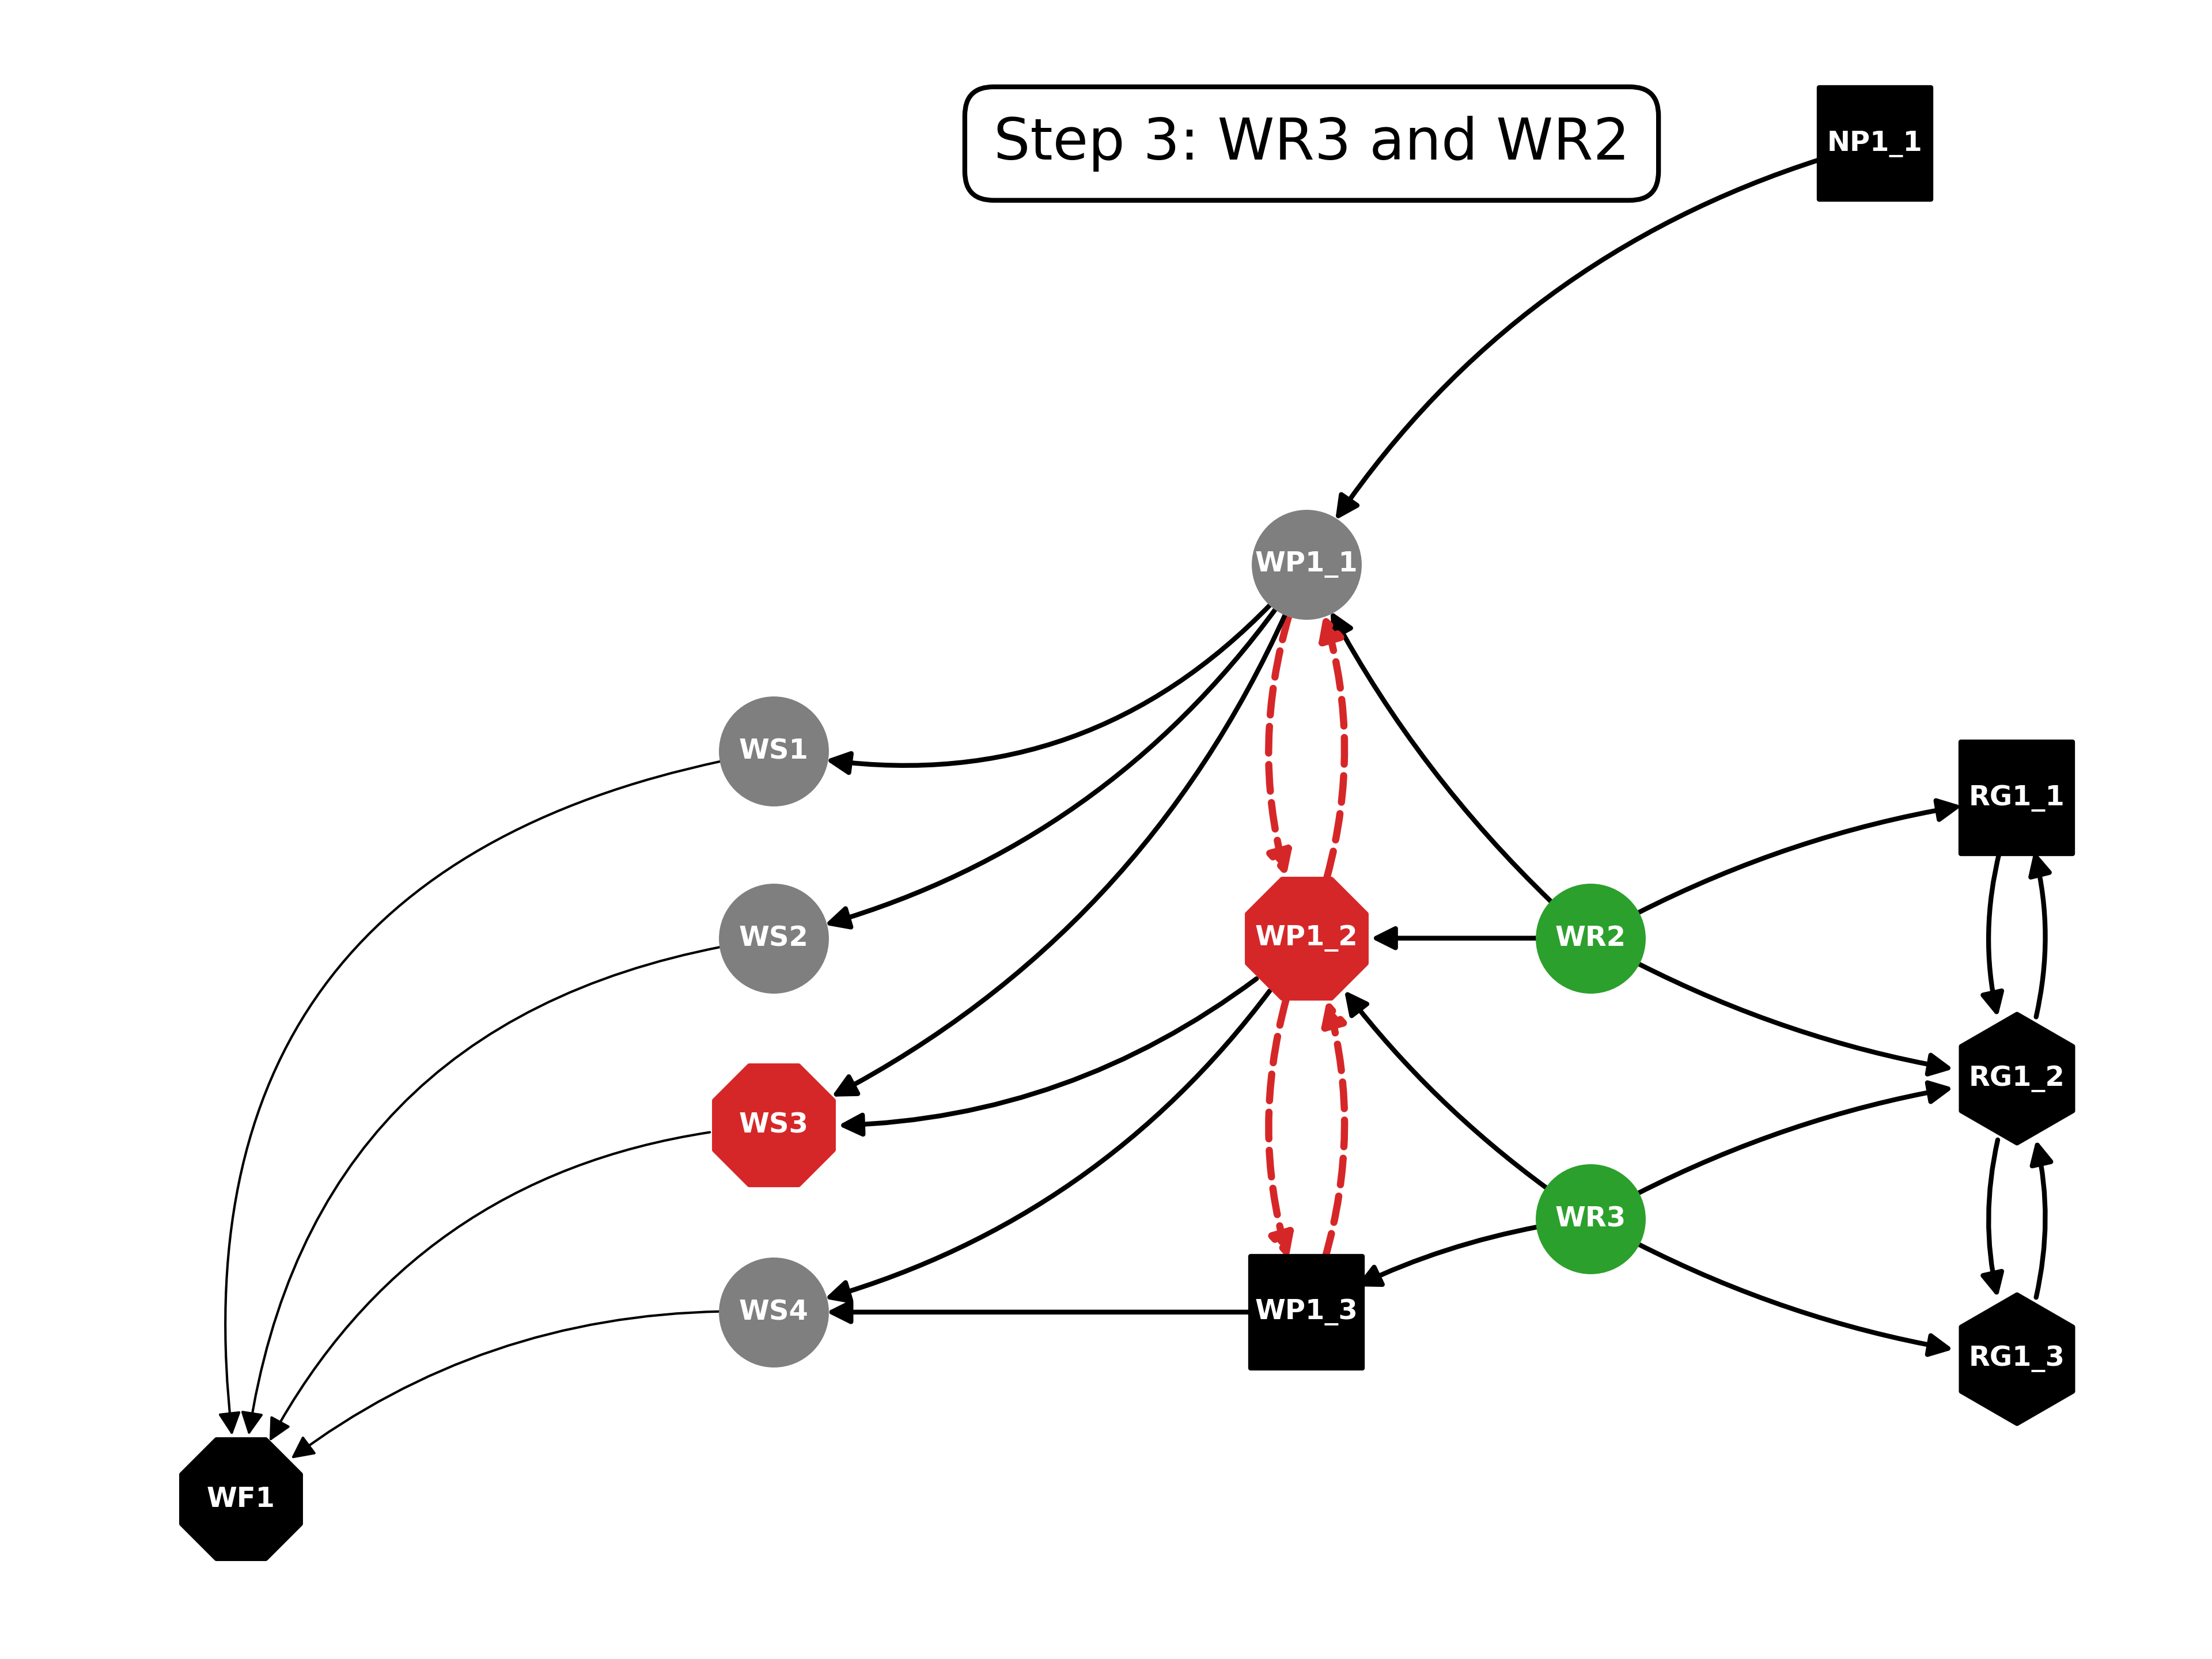 Step 3: WR3 and WR2
NP1_1
WP1_1
WS1
RG1_1
WS2
WP1_2
WR2
RG1_2
WS3
WR3
WS4
WP1_3
RG1_3
WF1